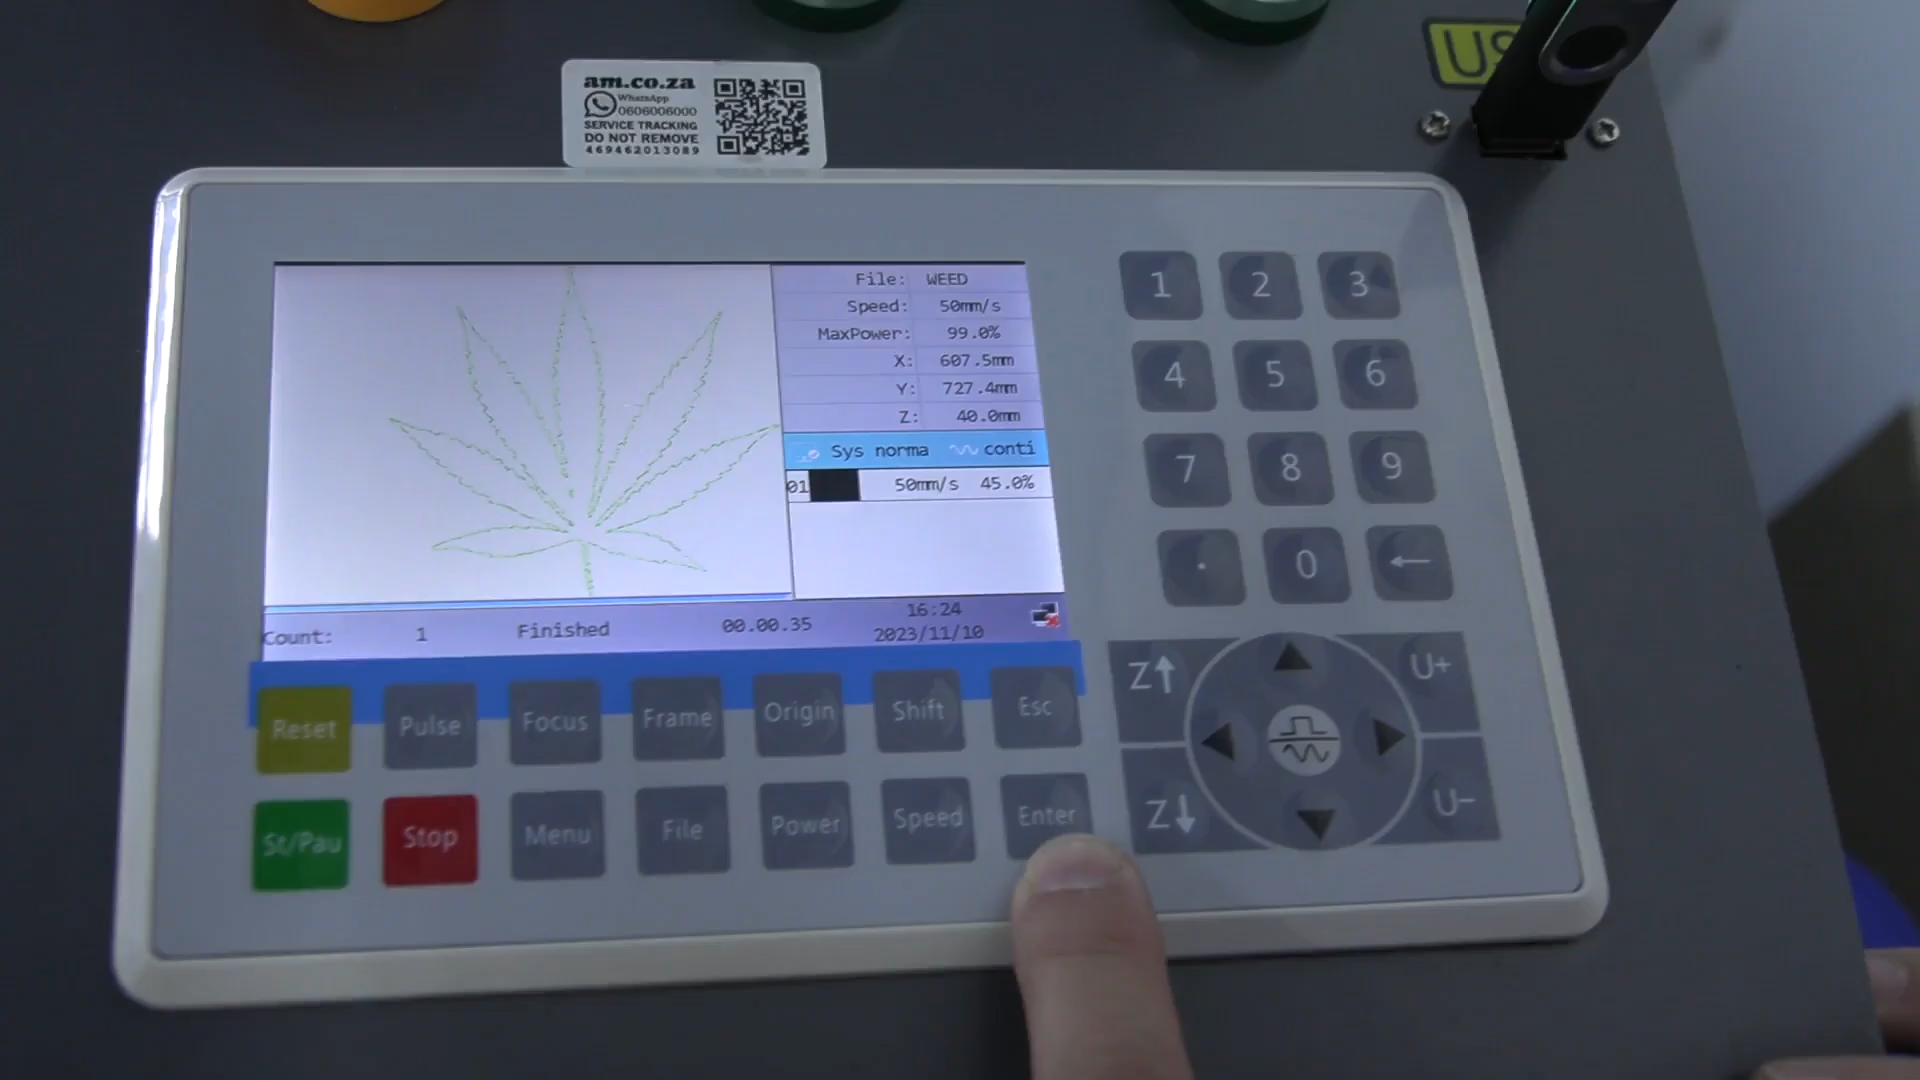 US
am.co.za
WhatsApp
0606006000
SERVICE TRACKING
DO NOT REMOVE
469462013089
File: WEED
Speed: 50mm/s
MaxPower: 99.0%
X: 607.5mm
Y: 727.4mm
Z: 40.0mm
Sys norma conti
01 50mm/s 45.0%
Count: 1 Finished 00.00.35 16:24
2023/11/10
1 2 3
4 5 6
7 8 9
. 0 ←
Reset Pulse Focus Frame Origin Shift Esc
St/Pau Stop Menu File Power Speed Enter
Z↑ U+
Z↓ U-